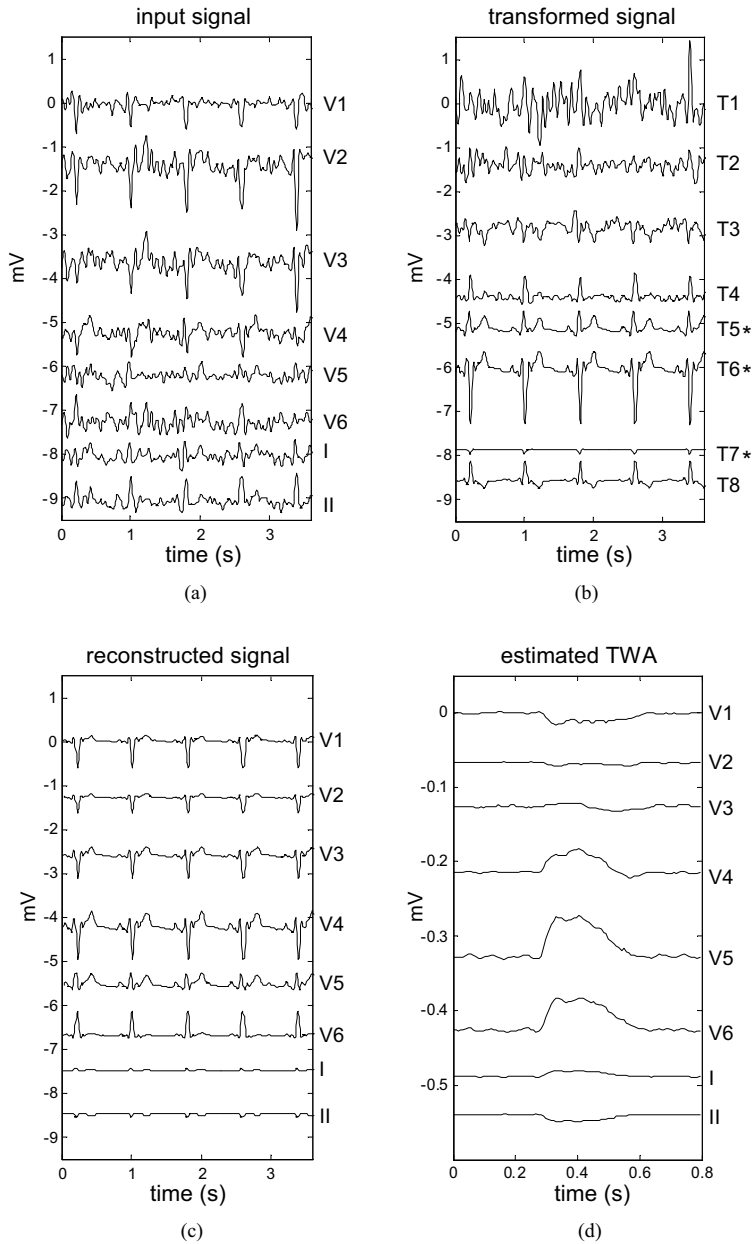 input signal
1
0
-1
-2
-3
-4
-5
-6
-7
-8
-9
mV
V1
V2
V3
V4
V5
V6
I
II
0 1 2 3
time (s)
(a)
transformed signal
1
0
-1
-2
-3
-4
-5
-6
-7
-8
-9
mV
T1
T2
T3
T4
T5*
T6*
T7*
T8
0 1 2 3
time (s)
(b)
reconstructed signal
1
0
-1
-2
-3
-4
-5
-6
-7
-8
-9
mV
V1
V2
V3
V4
V5
V6
I
II
0 1 2 3
time (s)
(c)
estimated TWA
0
-0.1
-0.2
-0.3
-0.4
-0.5
mV
V1
V2
V3
V4
V5
V6
I
II
0 0.2 0.4 0.6 0.8
time (s)
(d)